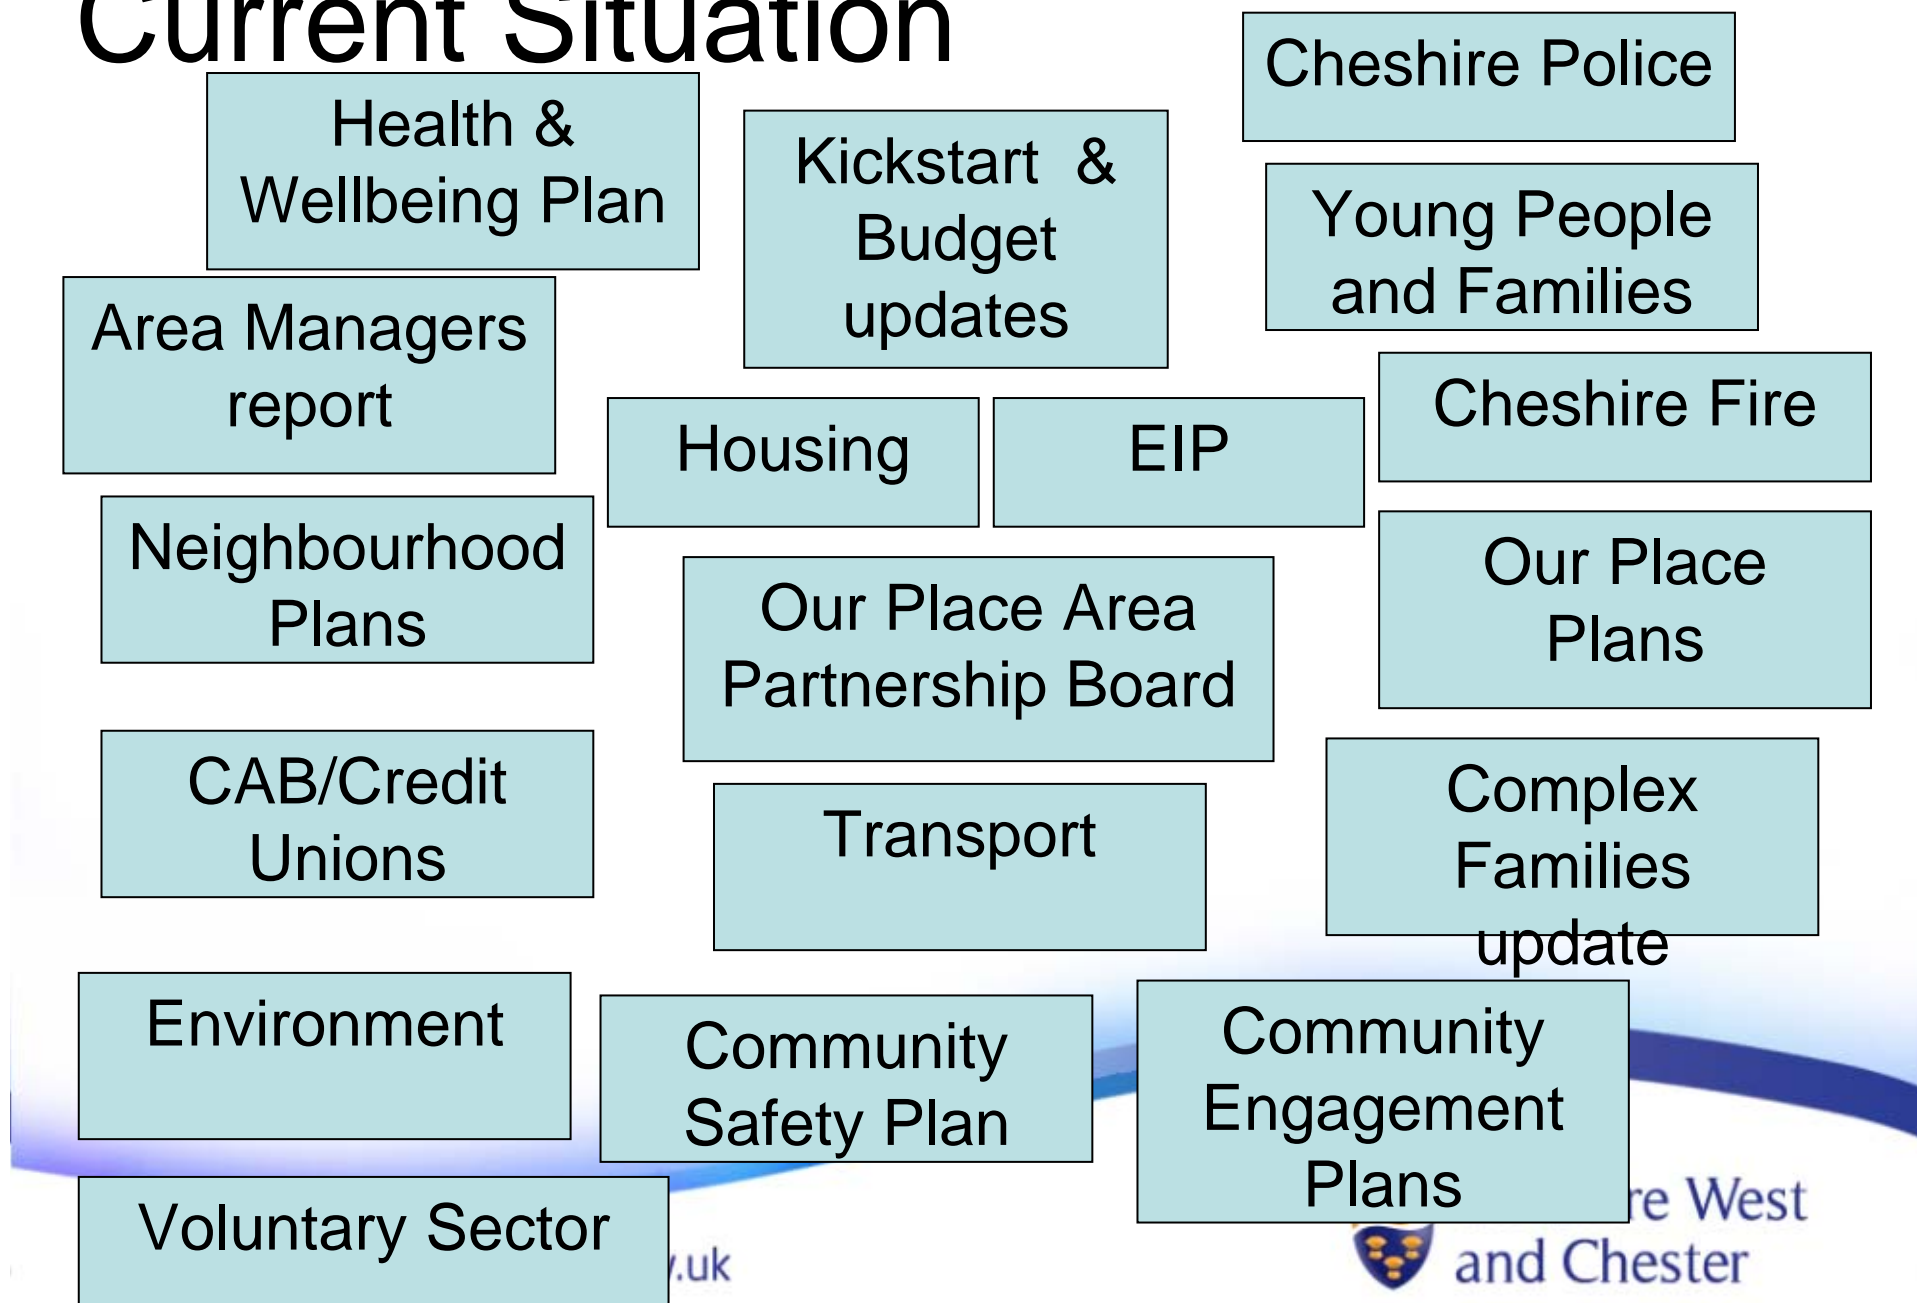 Current Situation
Cheshire Police
Health &
Wellbeing Plan
Kickstart & 
Budget
updates
Young People
and Families
Area Managers
report
Cheshire Fire
Housing
EIP
Neighbourhood
Plans
Our Place Area
Partnership Board
Our Place
Plans
CAB/Credit
Unions
Transport
Complex
Families
update
Environment
Community
Safety Plan
Community
Engagement
Plans
Voluntary Sector
.uk
re West
and Chester